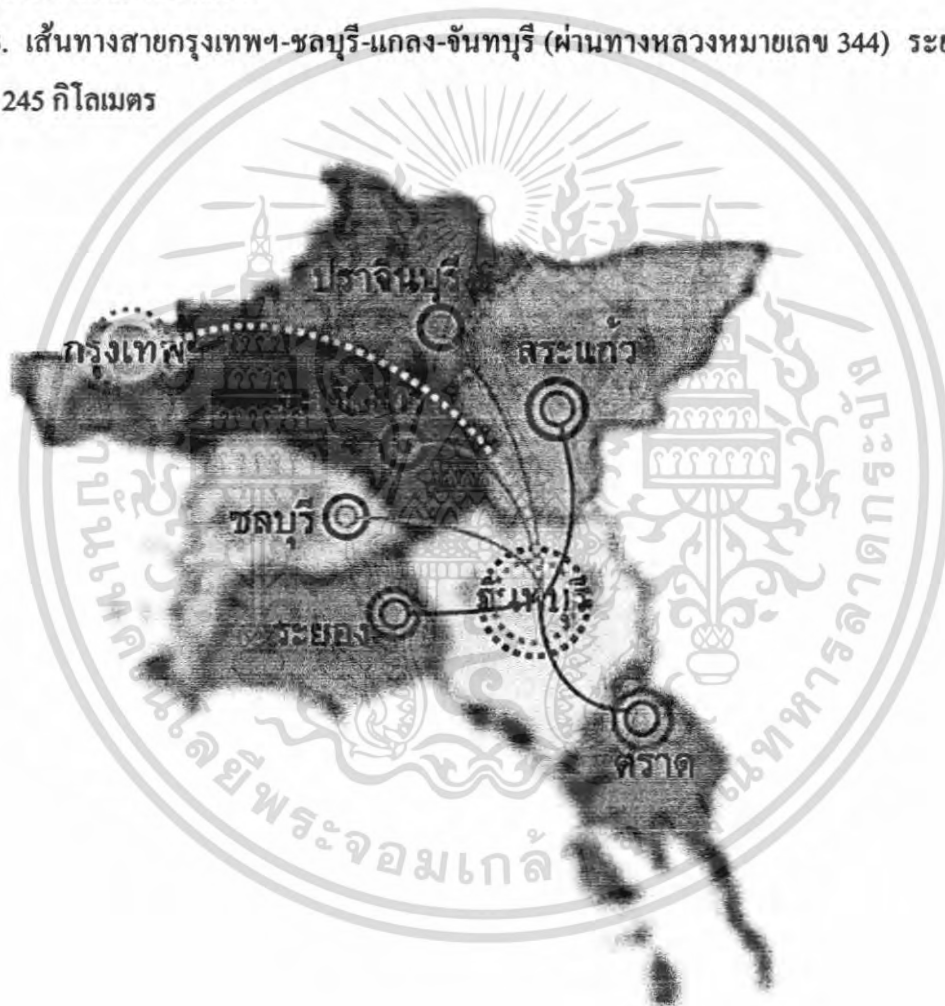 เส้นทางสายกรุงเทพฯ-ชลบุรี-แกลง-จันทบุรี (ผ่านทางหลวงหมายเลข 344)
245 กิโลเมตร
ปราจีนบุรี
กรุงเทพฯ
สระแก้ว
ชลบุรี
จันทบุรี
ระยอง
ตราด
พระจอมเกล้า